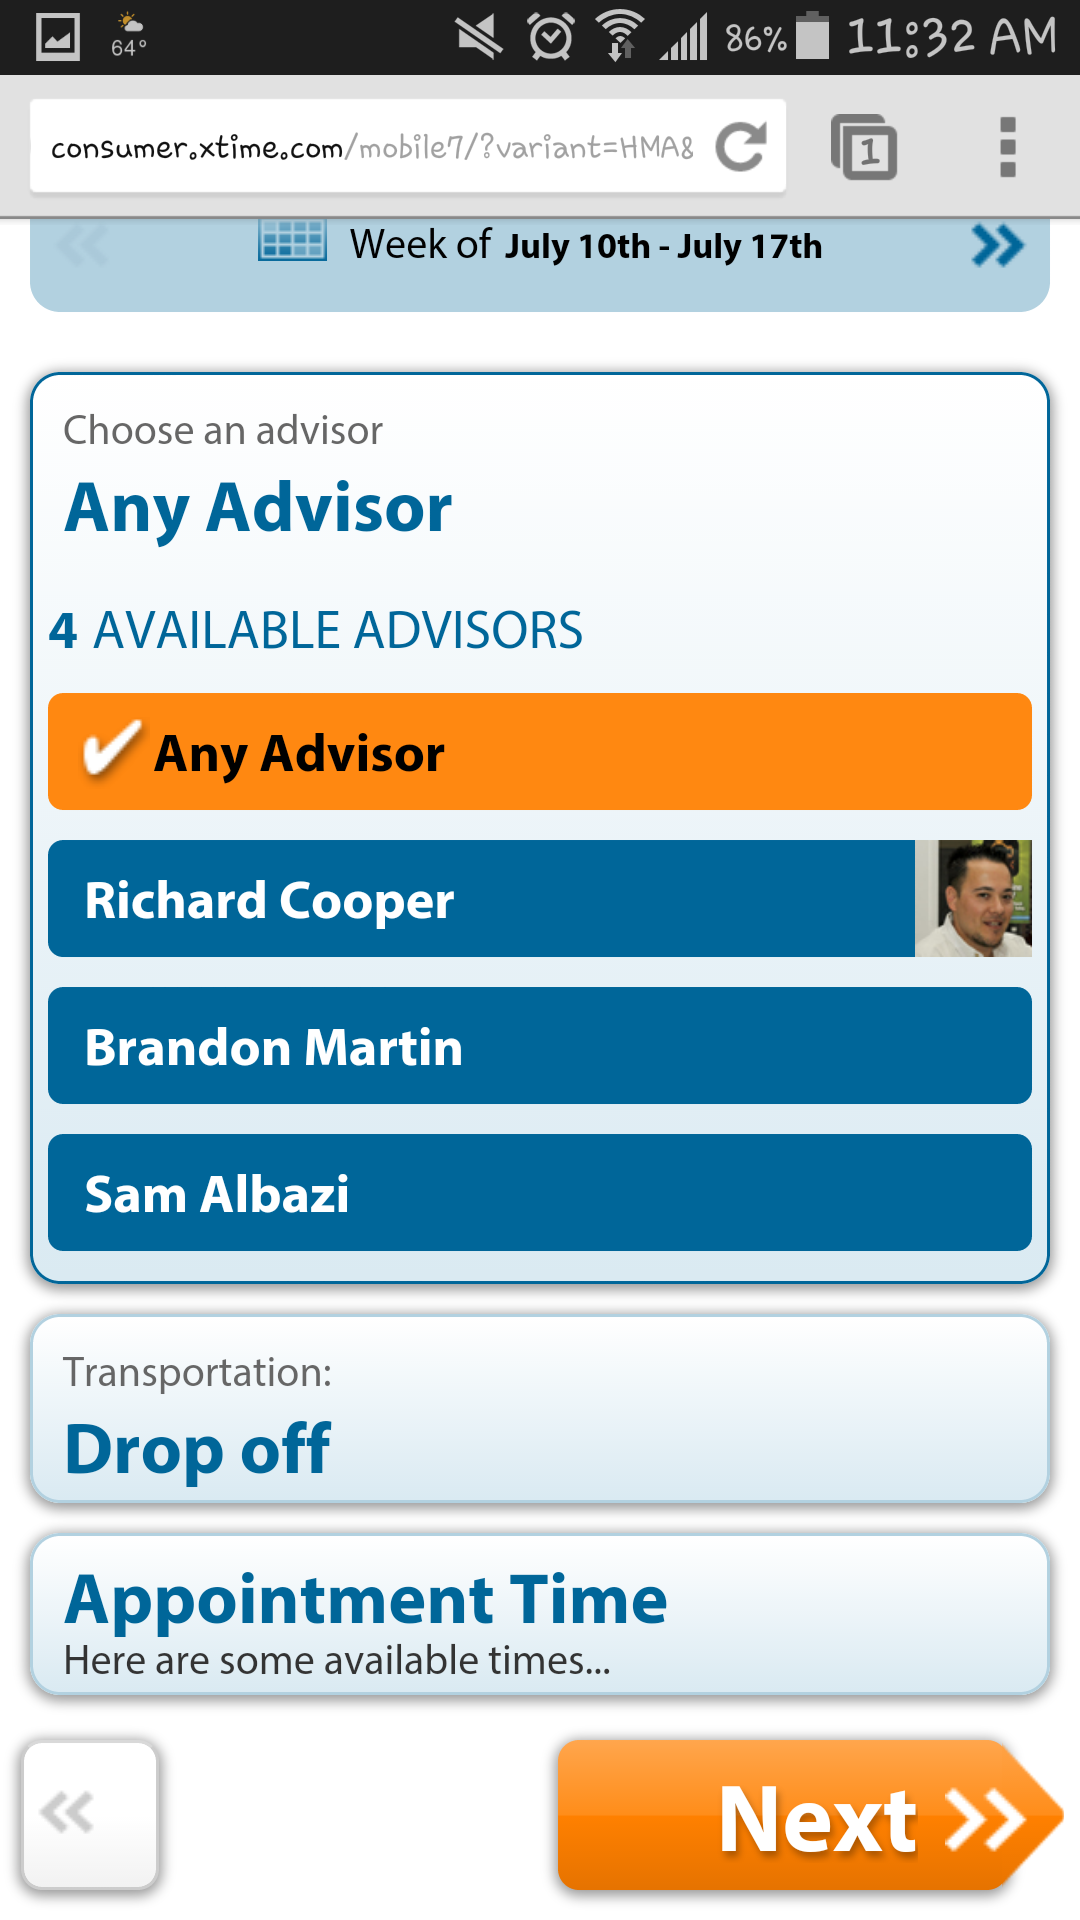 64°
86%
11:32 AM
consumer.xtime.com/mobile7/?variant=HMA&
1
Week of July 10th - July 17th
Choose an advisor
Any Advisor
4 AVAILABLE ADVISORS
Any Advisor
Richard Cooper
Brandon Martin
Sam Albazi
Transportation:
Drop off
Appointment Time
Here are some available times...
Next